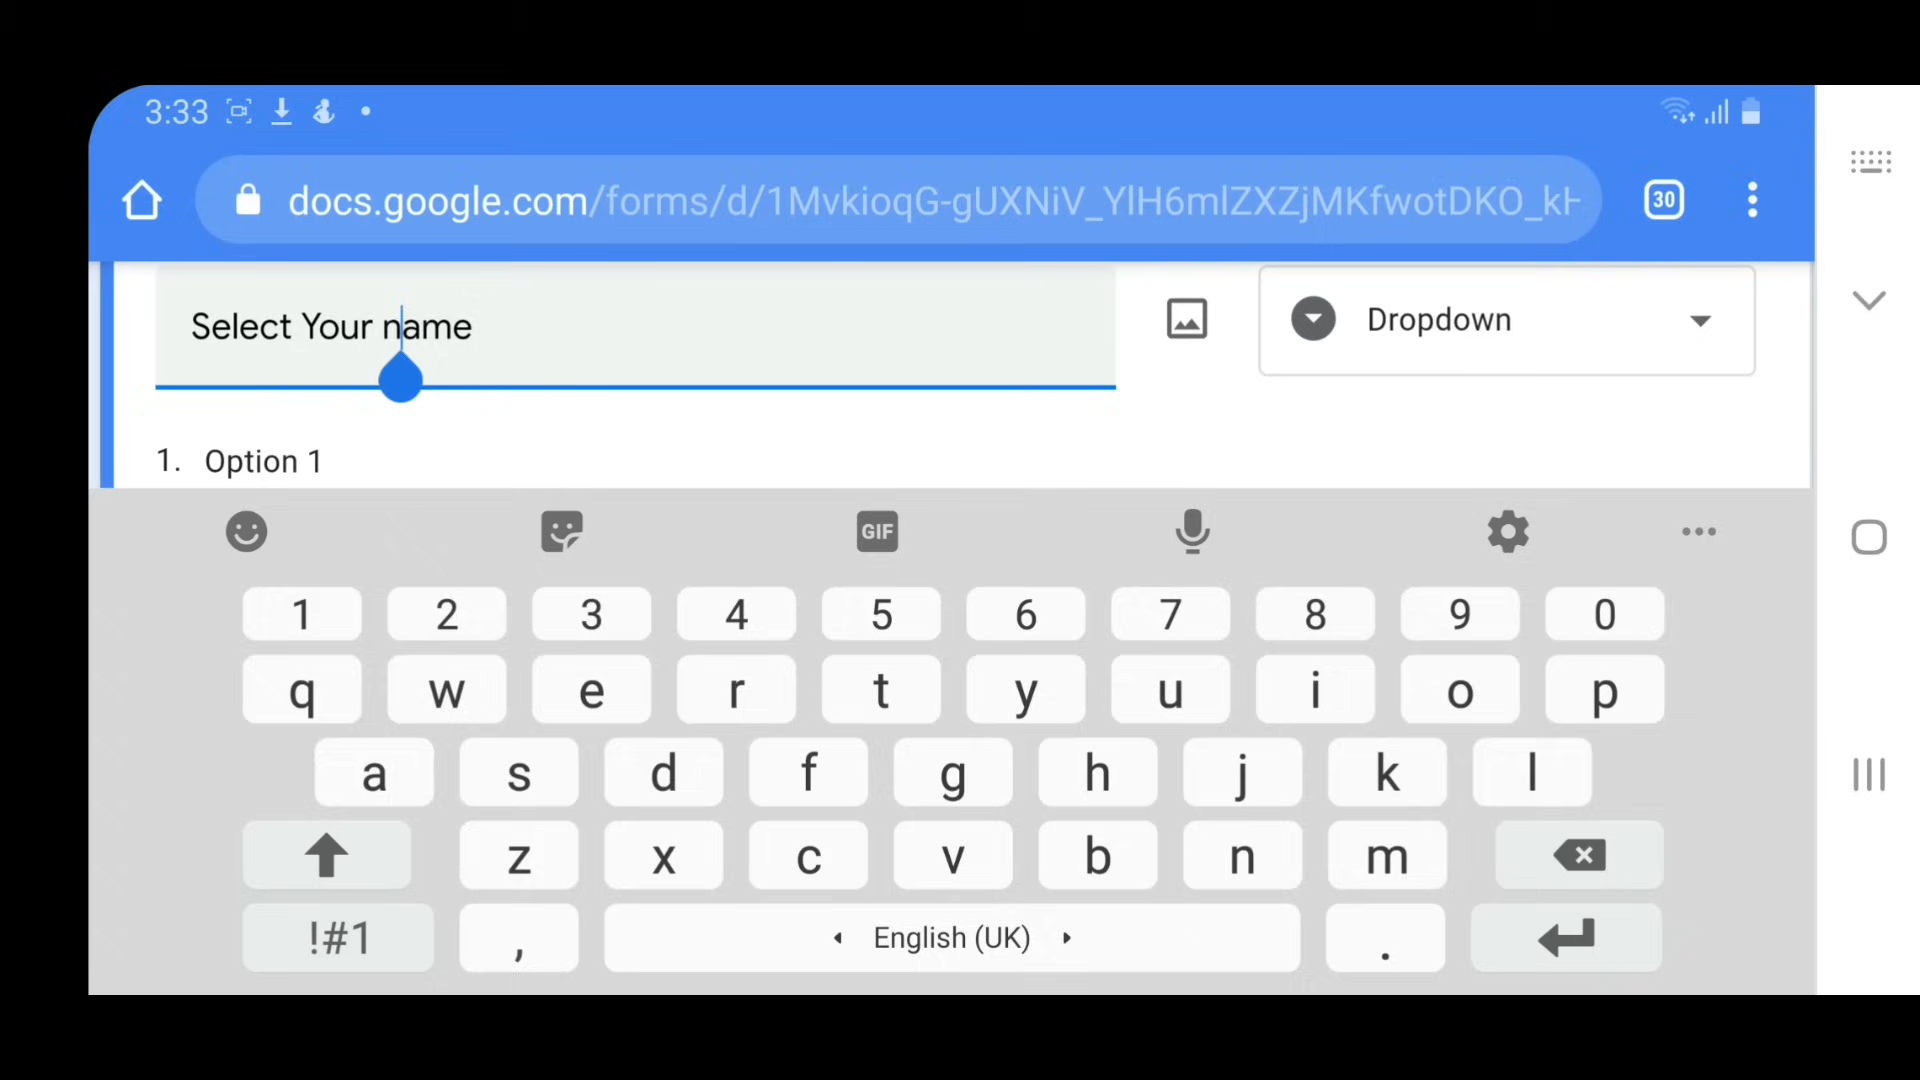 3:33
docs.google.com/forms/d/1MvkioqG-gUXNiV_YlH6mlZXZjMKfwotDKO_kH
30
Select Your name
Dropdown
1. Option 1
GIF
1 2 3 4 5 6 7 8 9 0
q w e r t y u i o p
a s d f g h j k l
z x c v b n m
!#1 , English (UK) .